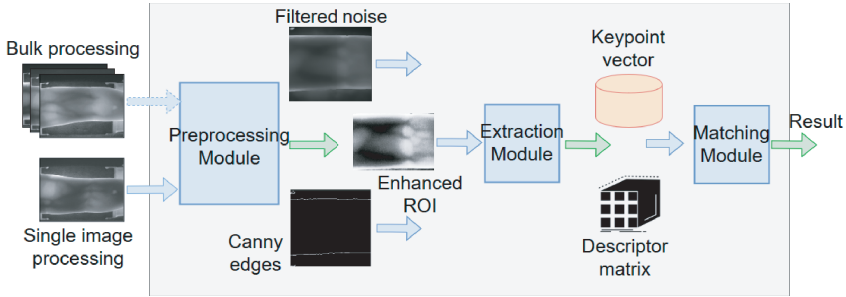 Filtered noise
Bulk processing
Keypoint
vector
Preprocessing
Module
Extraction
Module
Matching
Module
Result
Enhanced
ROI
Single image
processing
Canny
edges
Descriptor
matrix